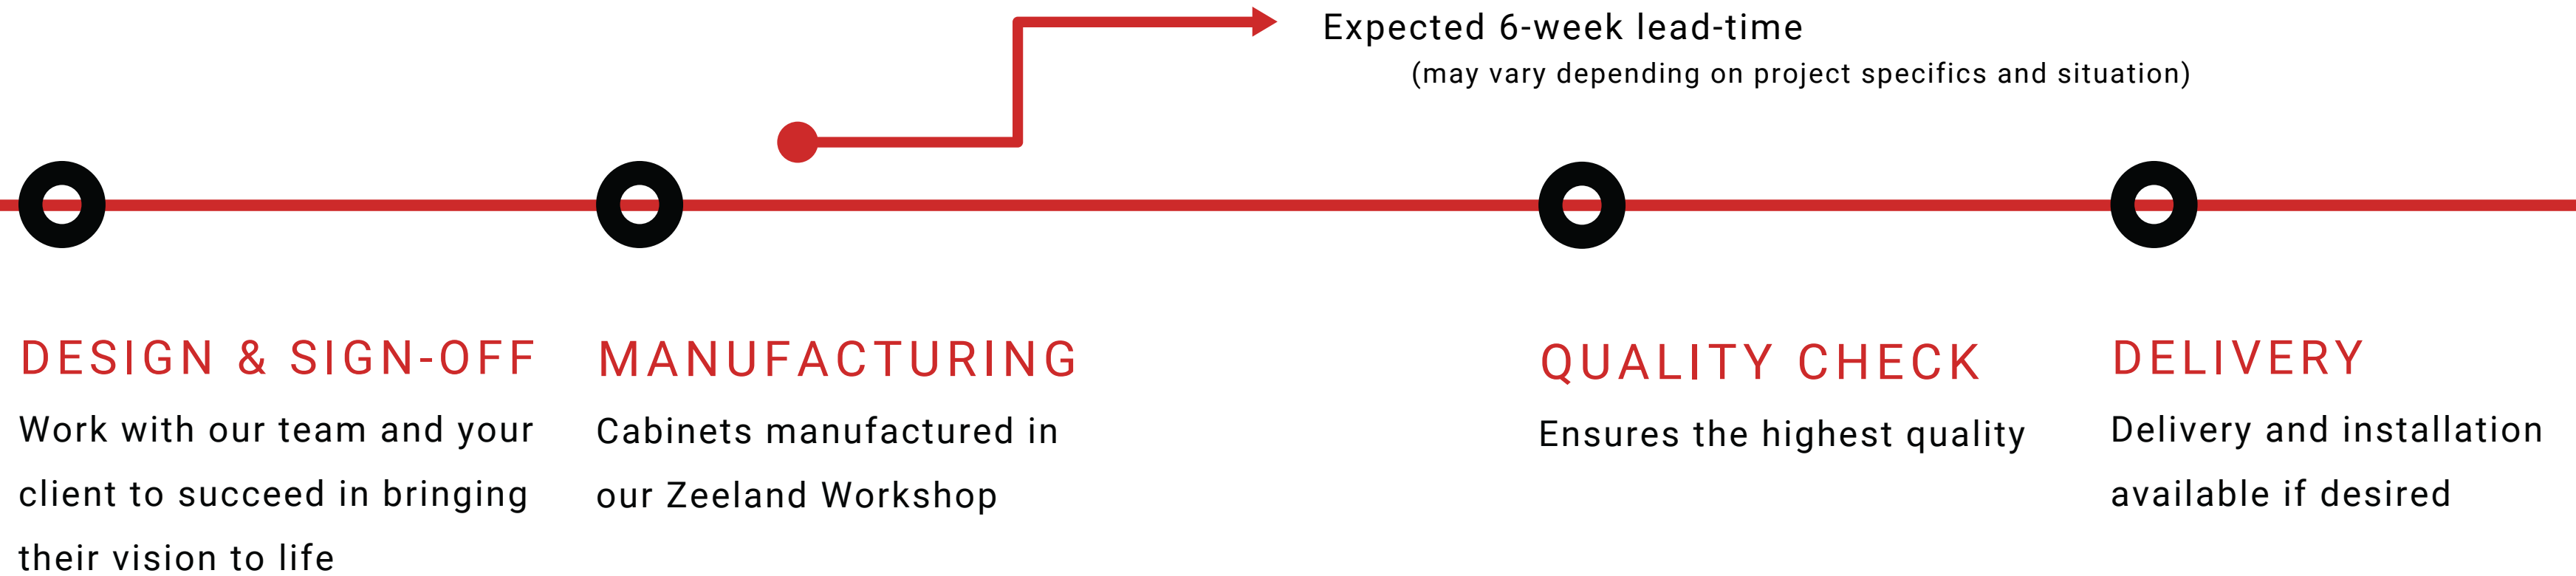 Expected 6-week lead-time
(may vary depending on project specifics and situation)
DESIGN & SIGN-OFF
Work with our team and your
client to succeed in bringing
their vision to life
MANUFACTURING
Cabinets manufactured in
our Zeeland Workshop
QUALITY CHECK
Ensures the highest quality
DELIVERY
Delivery and installation
available if desired